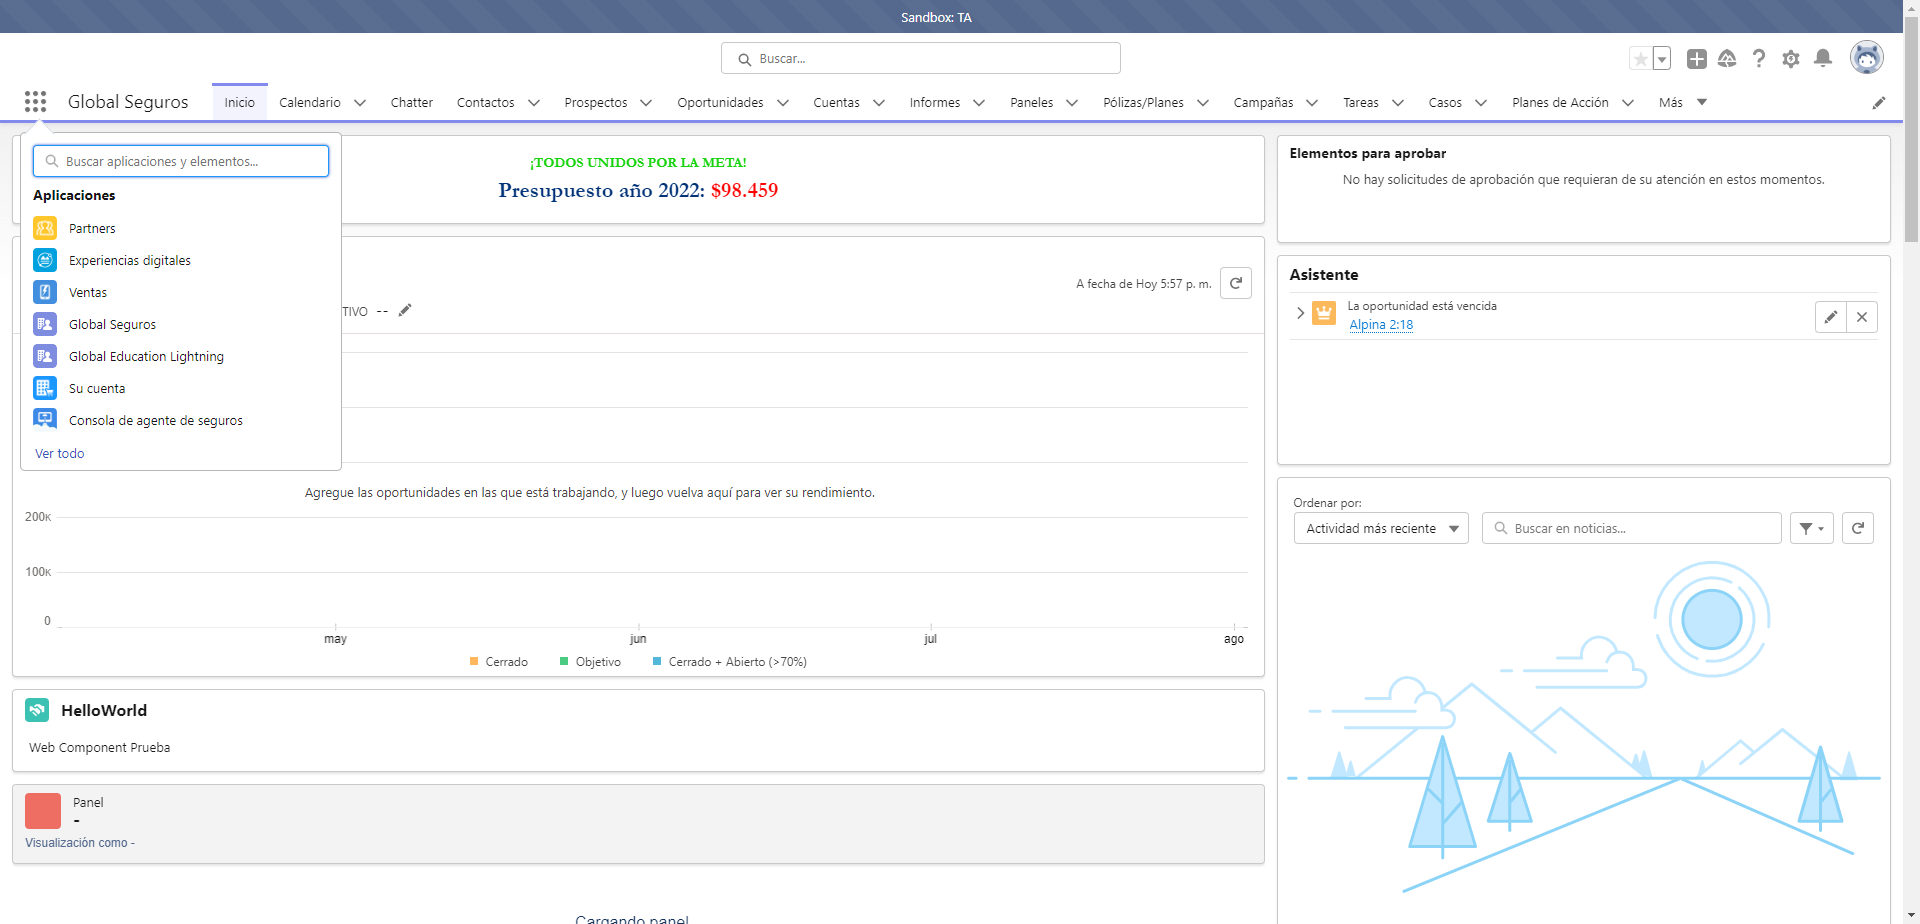 Sandbox: TA
Buscar...
Global Seguros
Inicio
Calendario
Chatter
Contactos
Prospectos
Oportunidades
Cuentas
Informes
Paneles
Pólizas/Planes
Campañas
Tareas
Casos
Planes de Acción
Más
Buscar aplicaciones y elementos...
Aplicaciones
Partners
Experiencias digitales
Ventas
Global Seguros
Global Education Lightning
Su cuenta
Consola de agente de seguros
Ver todo
¡TODOS UNIDOS POR LA META!
Presupuesto año 2022: $98.459
A fecha de Hoy 5:57 p. m.
TIVO --
Agregue las oportunidades en las que está trabajando, y luego vuelva aquí para ver su rendimiento.
200K
100K
0
may
jun
jul
ago
Cerrado
Objetivo
Cerrado + Abierto (>70%)
HelloWorld
Web Component Prueba
Panel
-
Visualización como -
Cargando panel
Elementos para aprobar
No hay solicitudes de aprobación que requieran de su atención en estos momentos.
Asistente
La oportunidad está vencida
Alpina 2:18
Ordenar por:
Actividad más reciente
Buscar en noticias...